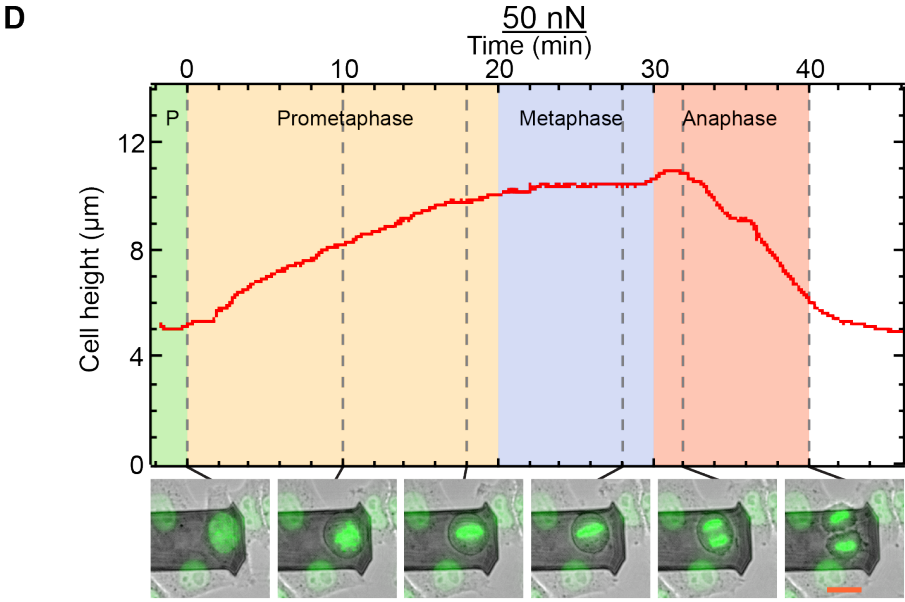 D
50 nN
Time (min)
0 10 20 30 40
P Prometaphase Metaphase Anaphase
Cell height (µm)
12
8
4
0